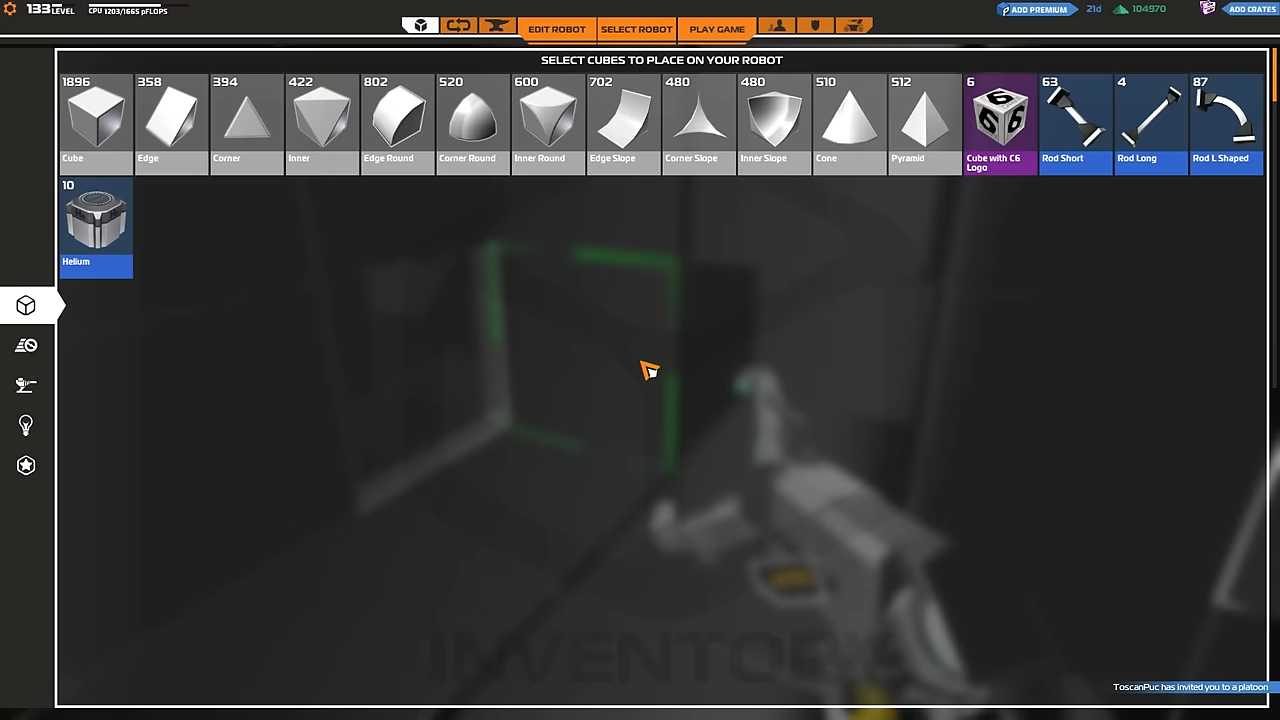 133 LEVEL CPU 1203/1665 pFLOPS
ADD PREMIUM 21d 104970 ADD CRATES
EDIT ROBOT SELECT ROBOT PLAY GAME
SELECT CUBES TO PLACE ON YOUR ROBOT
1896 358 394 422 802 520 600 702 480 480 510 512 6 63 4 87
6 6 6
Cube Edge Corner Inner Edge Round Corner Round Inner Round Edge Slope Corner Slope Inner Slope Cone Pyramid Cube with C6 Logo Rod Short Rod Long Rod L Shaped
10
Helium
INVENTORY
ToscanPuc has invited you to a platoon